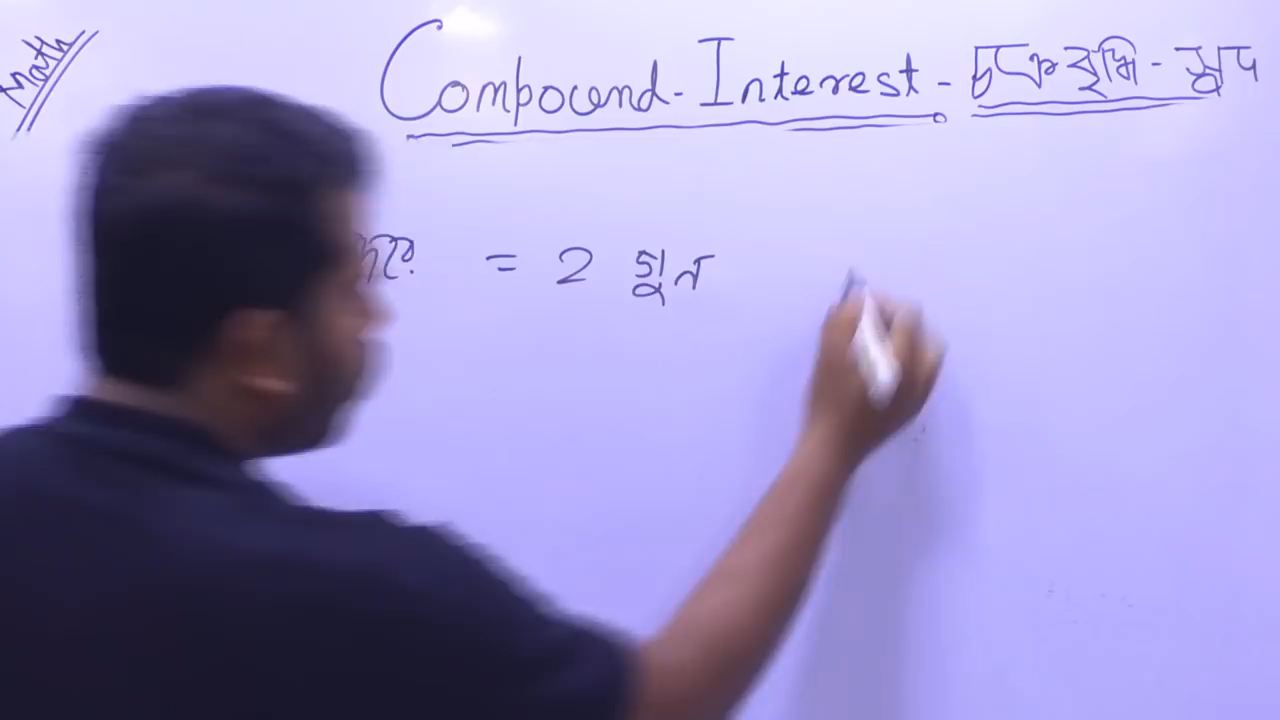 Math
Compound-Interest - চক্রবৃদ্ধি - সুদ
= 2 গুন